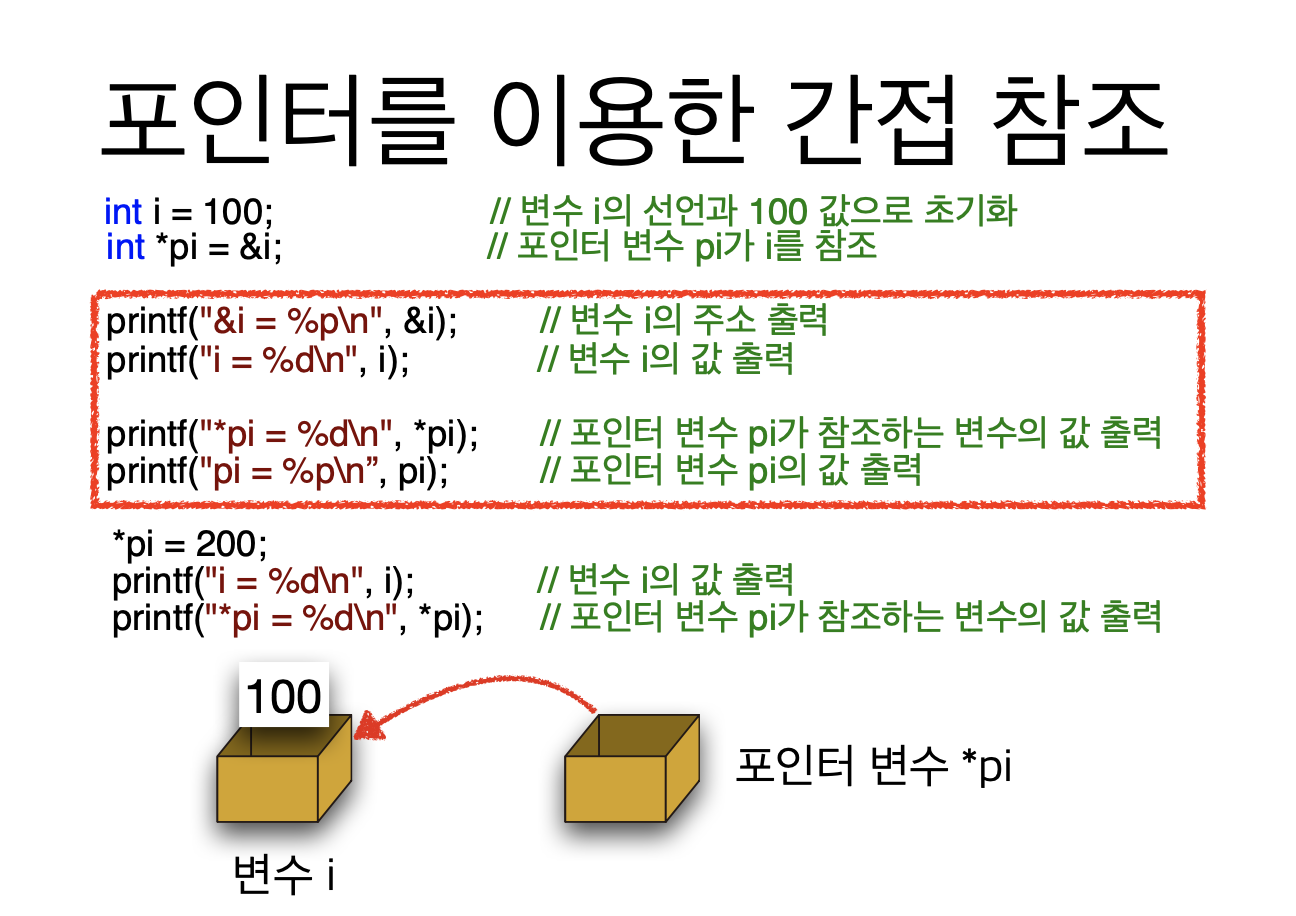 포인터를 이용한 간접 참조
int i = 100; // 변수 i의 선언과 100 값으로 초기화
int *pi = &i; // 포인터 변수 pi가 i를 참조
printf("&i = %p\n", &i); // 변수 i의 주소 출력
printf("i = %d\n", i); // 변수 i의 값 출력
printf("*pi = %d\n", *pi); // 포인터 변수 pi가 참조하는 변수의 값 출력
printf("pi = %p\n”, pi); // 포인터 변수 pi의 값 출력
*pi = 200;
printf("i = %d\n", i); // 변수 i의 값 출력
printf("*pi = %d\n", *pi); // 포인터 변수 pi가 참조하는 변수의 값 출력
100
포인터 변수 *pi
변수 i